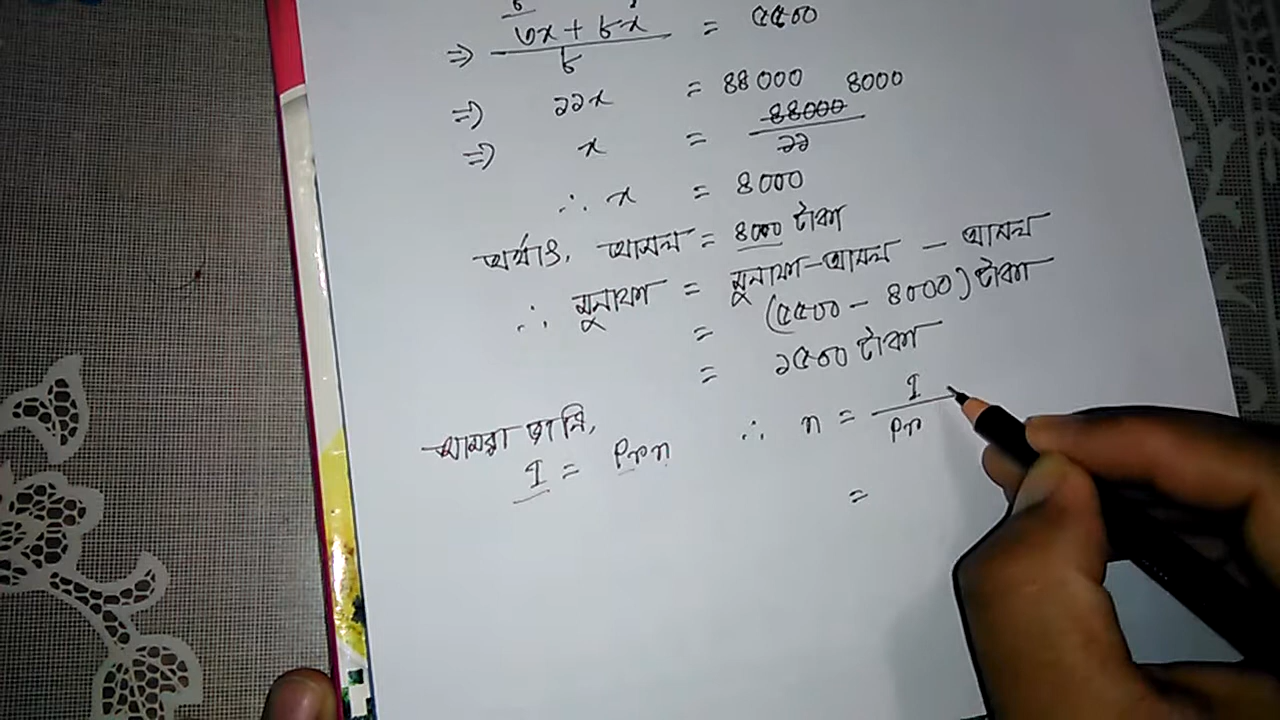 ⇒ ৩x + ৮x / ৮ = ৫৫০০
⇒ ১১x = ৪৪০০০ ৪০০০
⇒ x = ৪৪০০০ / ১১
∴ x = ৪০০০
অর্থাৎ, আসল = ৪০০০ টাকা
∴ মুনাফা = মুনাফা-আসল - আসল
= (৫৫০০ - ৪০০০) টাকা
= ১৫০০ টাকা
আমরা জানি,
I = Prn ∴ n = I / Pr
=